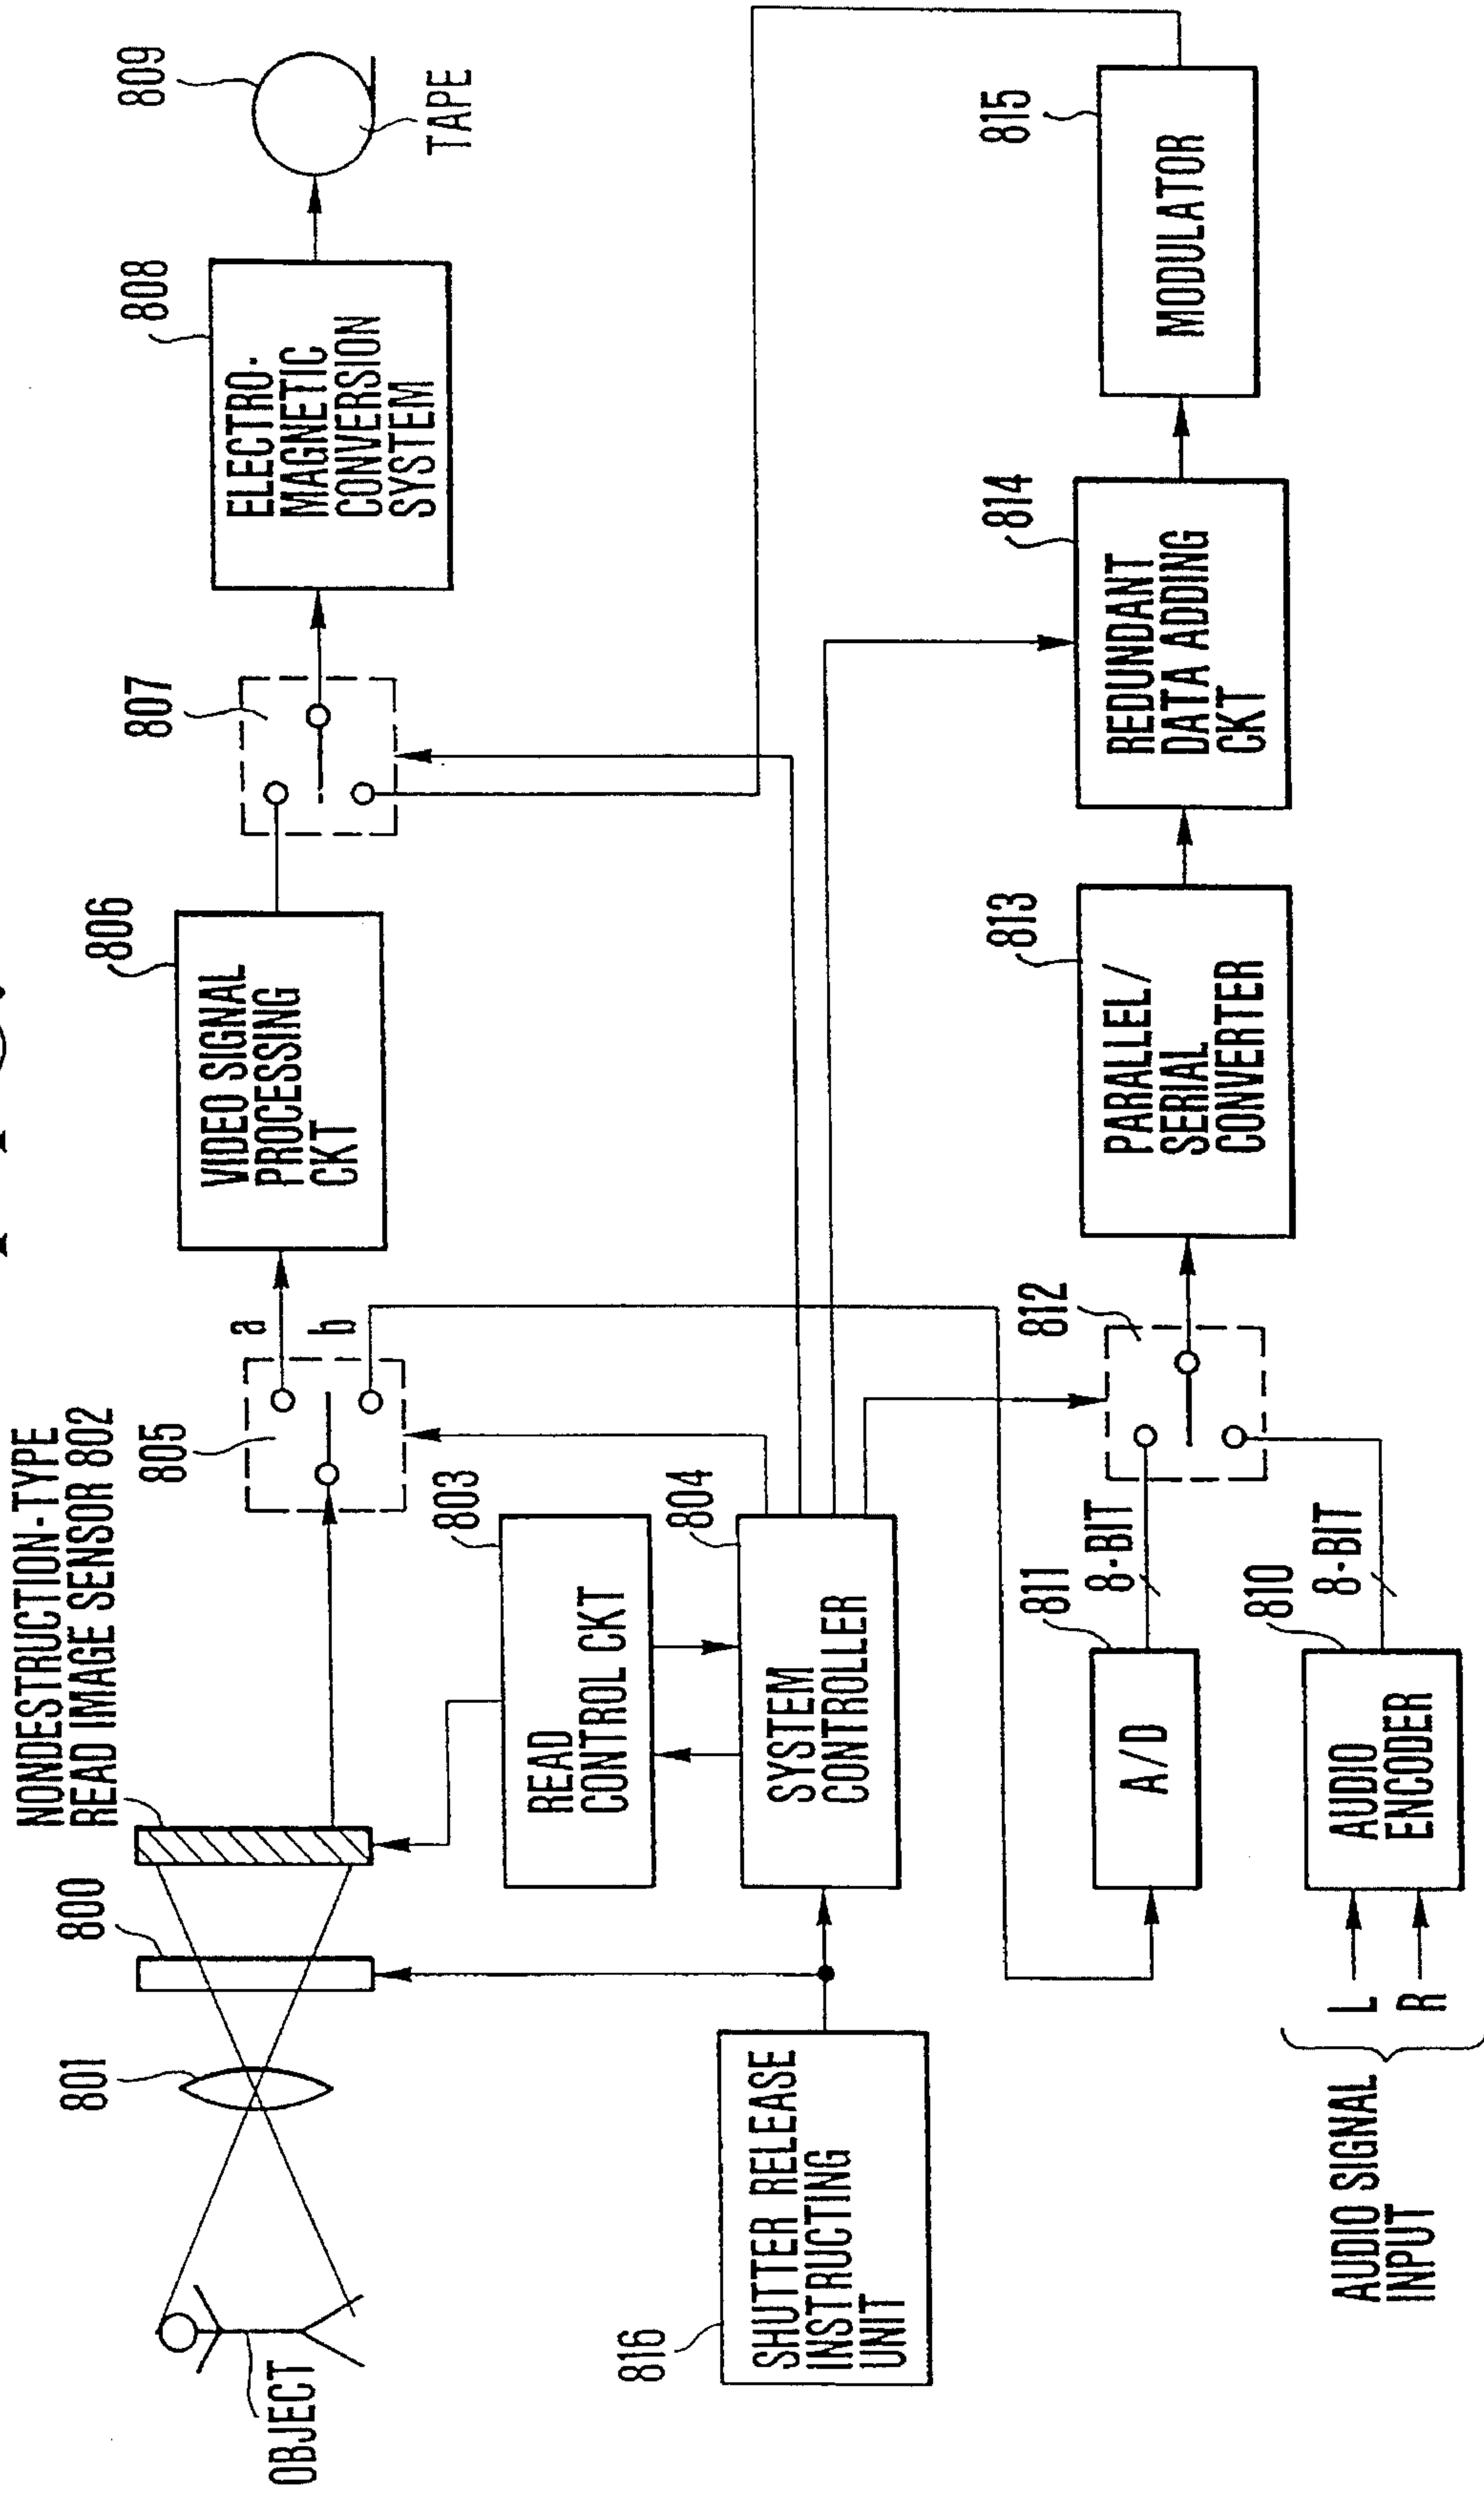 NONDESTRUCTION-TYPE
READ IMAGE SENSOR 802
801
800
OBJECT
805
a
b
806
VIDEO SIGNAL
PROCESSING
CKT
807
808
ELECTRO-
MAGNETIC
CONVERSION
SYSTEM
809
TAPE
803
READ
CONTROL CKT
804
SYSTEM
CONTROLLER
816
SHUTTER RELEASE
INSTRUCTING
UNIT
811
A/D
8-BIT
810
AUDIO
ENCODER
8-BIT
L
R
AUDIO SIGNAL
INPUT
812
813
PARALLEL/
SERIAL
CONVERTER
814
REDUNDANT
DATA ADDING
CKT
815
MODULATOR